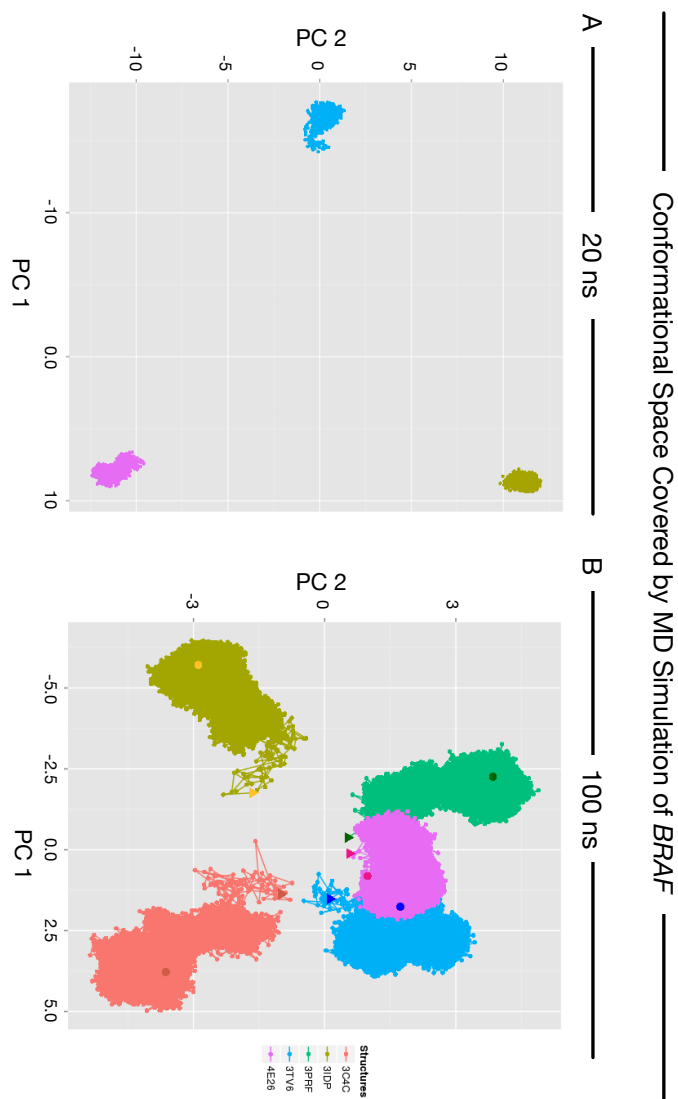 Conformational Space Covered by MD Simulation of BRAF
A
20 ns
PC 2
10
5
0
-5
-10
-10
0.0
10
PC 1
B
100 ns
PC 2
3
0
-3
-5.0
-2.5
0.0
2.5
5.0
PC 1
Structures
3C4C
3IDP
3PRF
3TV6
4E26